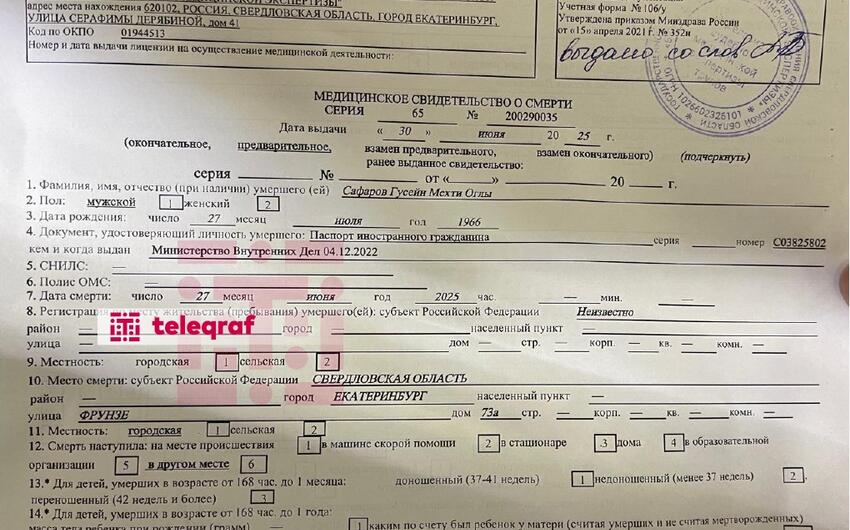 МЕДИЦИНСКОЙ ЭКСПЕРТИЗЫ"
адрес места нахождения 620102, РОССИЯ, СВЕРДЛОВСКАЯ ОБЛАСТЬ, ГОРОД ЕКАТЕРИНБУРГ,
УЛИЦА СЕРАФИМЫ ДЕРЯБИНОЙ, дом 41
Код по ОКПО 01944513
Номер и дата выдачи лицензии на осуществление медицинской деятельности:
Учетная форма № 106/у
Утверждена приказом Минздрава России
от «15» апреля 2021 г. № 352н
выдано со слов
1026602326101
МЕДИЦИНСКОЕ СВИДЕТЕЛЬСТВО О СМЕРТИ
СЕРИЯ 65 № 200290035
Дата выдачи « 30 » июня 20 25 г.
(окончательное, предварительное, взамен предварительного, взамен окончательного) (подчеркнуть)
ранее выданное свидетельство:
серия № от « » 20 г.
1. Фамилия, имя, отчество (при наличии) умершего (ей) Сафаров Гусейн Мехти Оглы
2. Пол: мужской 1 женский 2
3. Дата рождения: число 27 месяц июля год 1966
4. Документ, удостоверяющий личность умершего: Паспорт иностранного гражданина серия номер С03825802
кем и когда выдан Министерство Внутренних Дел 04.12.2022
5. СНИЛС: —
6. Полис ОМС: —
7. Дата смерти: число 27 месяц июня год 2025 час. — мин. —
8. Регистрация по месту жительства (пребывания) умершего(ей): субъект Российской Федерации Неизвестно
район — город — населенный пункт —
улица — дом — стр. — корп. — кв. — комн. —
teleqraf
9. Местность: городская 1 сельская 2
10. Место смерти: субъект Российской Федерации СВЕРДЛОВСКАЯ ОБЛАСТЬ
район — город ЕКАТЕРИНБУРГ населенный пункт —
улица ФРУНЗЕ дом 73а стр. — корп. — кв. — комн. —
11. Местность: городская 1 сельская 2
12. Смерть наступила: на месте происшествия 1 в машине скорой помощи 2 в стационаре 3 дома 4 в образовательной
организации 5 в другом месте 6
13.* Для детей, умерших в возрасте от 168 час. до 1 месяца: доношенный (37-41 недель) 1 недоношенный (менее 37 недель) 2
переношенный (42 недель и более) 3
14.* Для детей, умерших в возрасте от 168 час. до 1 года:
масса тела ребенка при рождении (грамм) — 1 каким по счету был ребенок у матери (считая умерших и не считая мертворожденных)